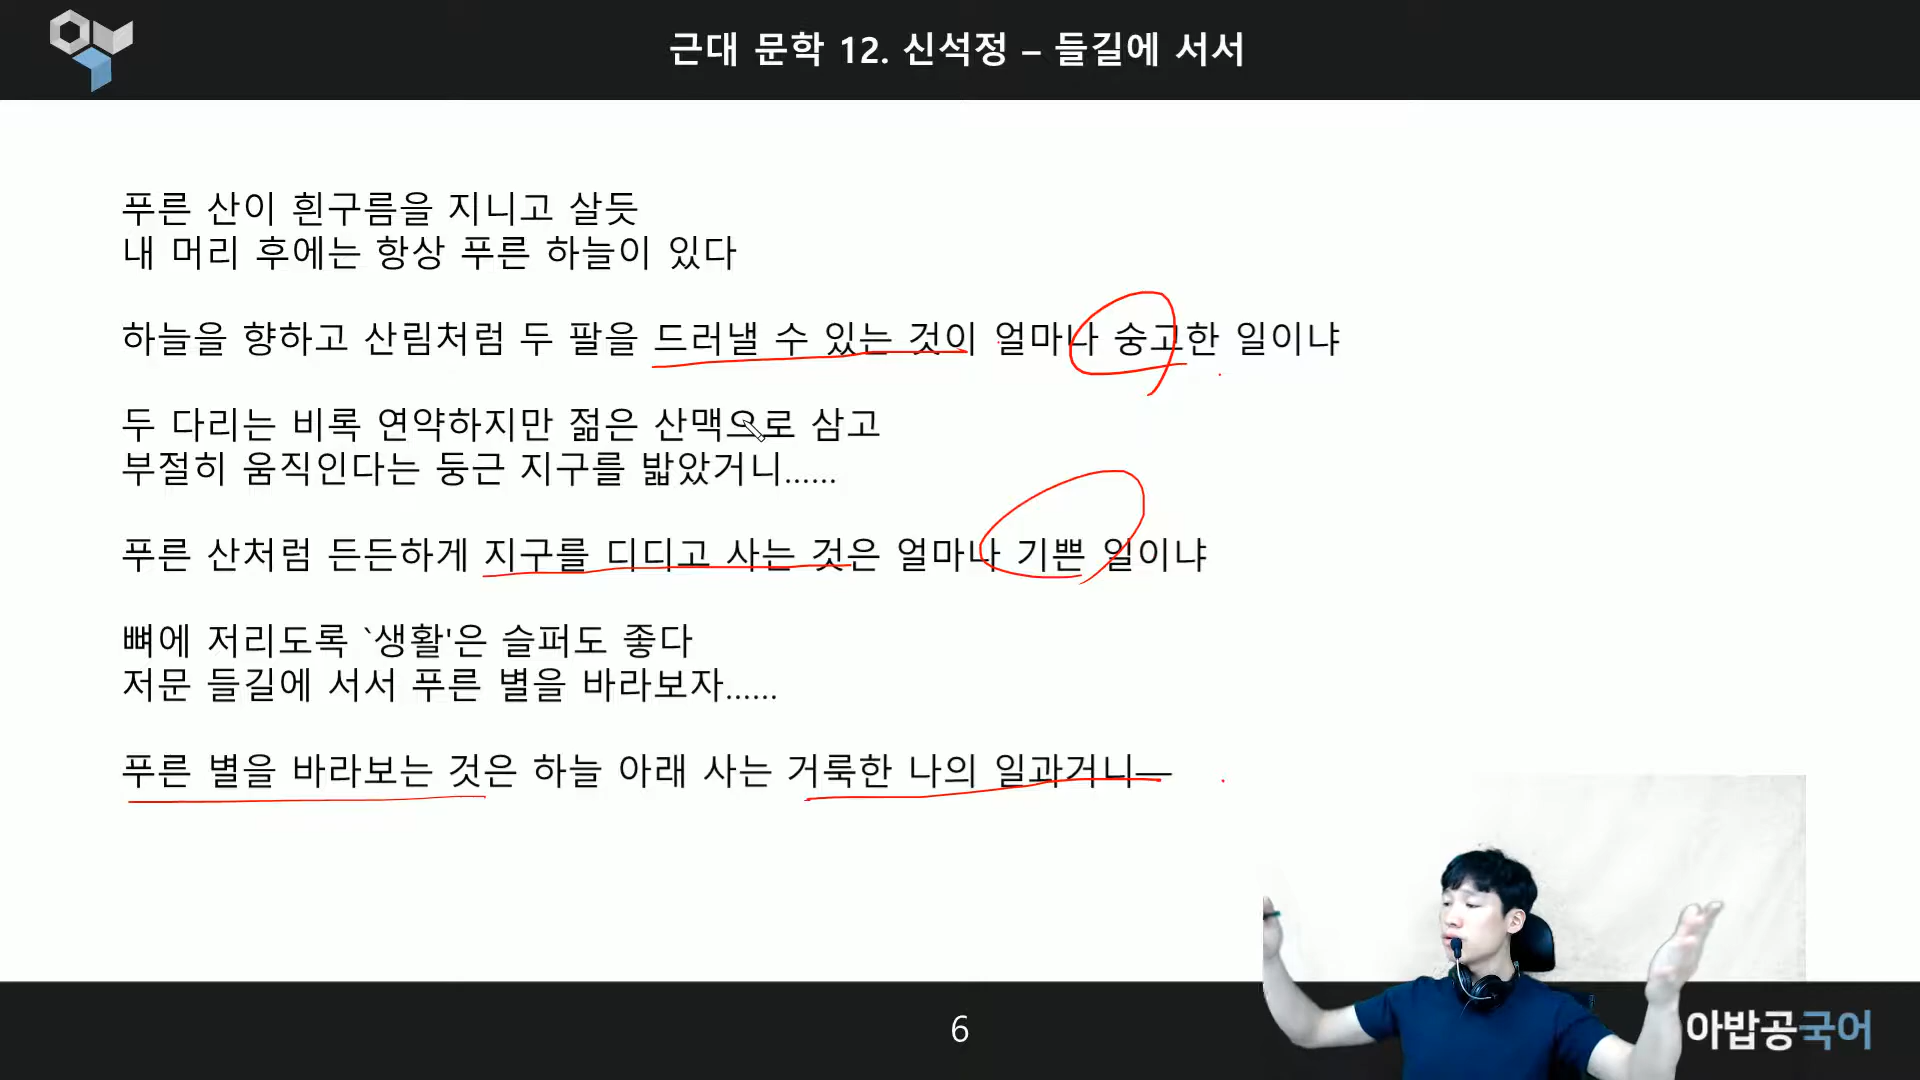 근대 문학 12. 신석정 – 들길에 서서
푸른 산이 흰구름을 지니고 살듯
내 머리 후에는 항상 푸른 하늘이 있다
하늘을 향하고 산림처럼 두 팔을 드러낼 수 있는 것이 얼마나 숭고한 일이냐
두 다리는 비록 연약하지만 젊은 산맥으로 삼고
부절히 움직인다는 둥근 지구를 밟았거니......
푸른 산처럼 든든하게 지구를 디디고 사는 것은 얼마나 기쁜 일이냐
뼈에 저리도록 `생활'은 슬퍼도 좋다
저문 들길에 서서 푸른 별을 바라보자......
푸른 별을 바라보는 것은 하늘 아래 사는 거룩한 나의 일과거니—
6
아밥공국어